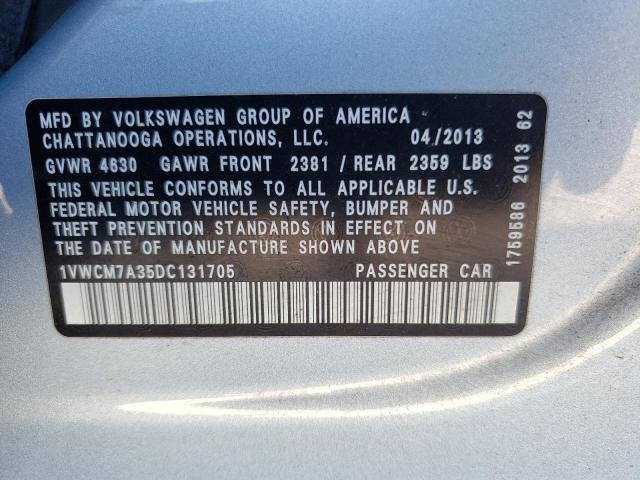 MFD BY VOLKSWAGEN GROUP OF AMERICA
CHATTANOOGA OPERATIONS, LLC. 04/2013
GVWR 4630 GAWR FRONT 2381 / REAR 2359 LBS
THIS VEHICLE CONFORMS TO ALL APPLICABLE U.S.
FEDERAL MOTOR VEHICLE SAFETY, BUMPER AND
THEFT PREVENTION STANDARDS IN EFFECT ON
THE DATE OF MANUFACTURE SHOWN ABOVE
1VWCM7A35DC131705 PASSENGER CAR
1759586 2013 62